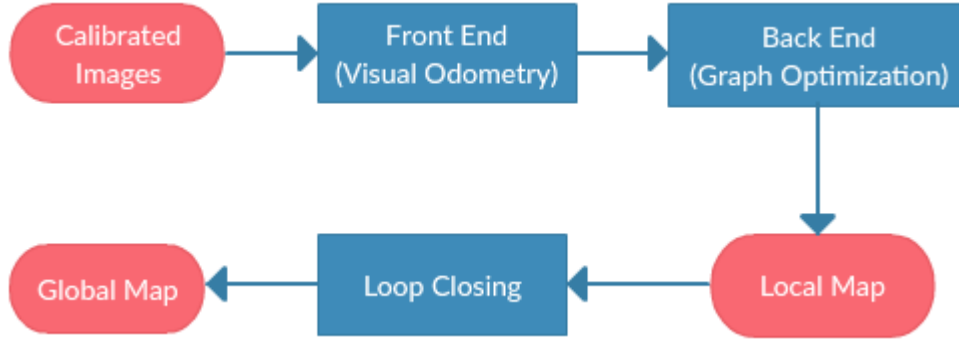 Calibrated
Images
Front End
(Visual Odometry)
Back End
(Graph Optimization)
Local Map
Loop Closing
Global Map